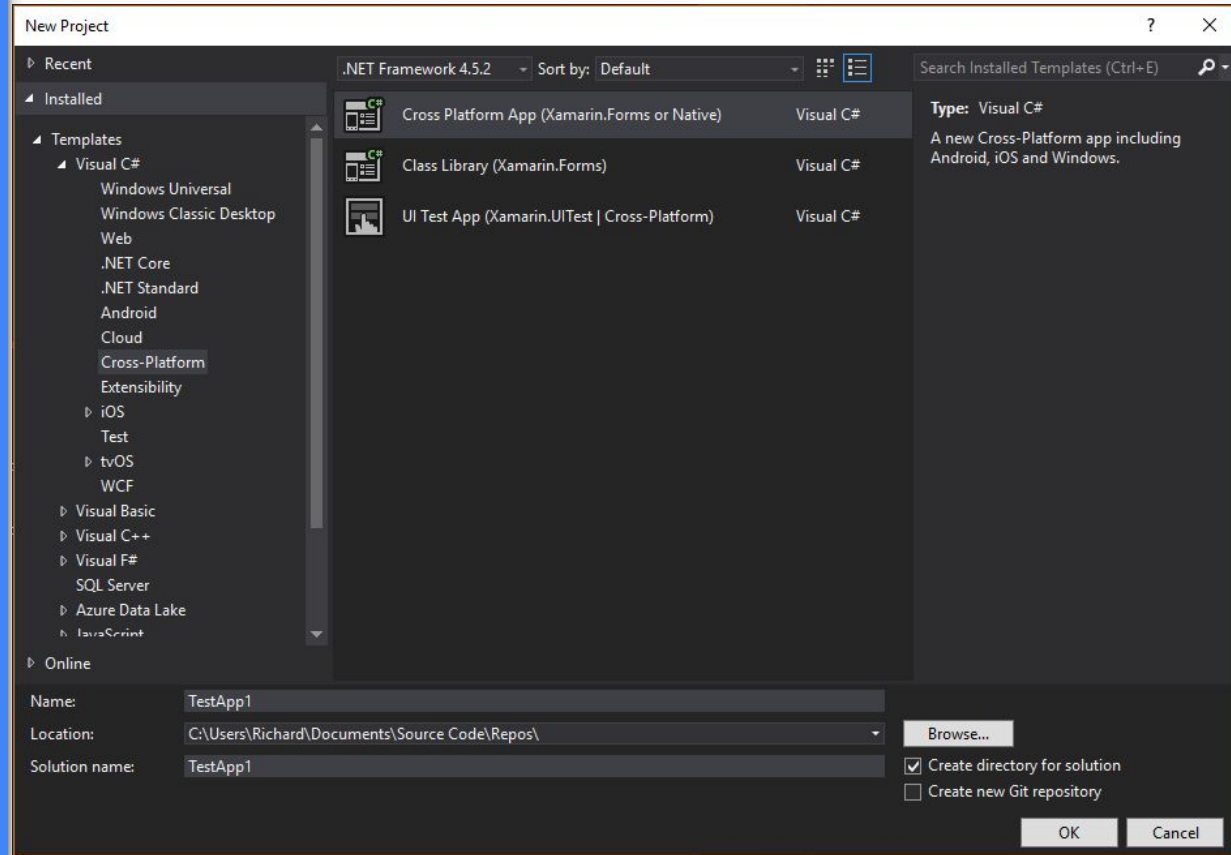 New Project
?
Recent
.NET Framework 4.5.2
Sort by: Default
Search Installed Templates (Ctrl+E)
Installed
Templates
Visual C#
Windows Universal
Windows Classic Desktop
Web
.NET Core
.NET Standard
Android
Cloud
Cross-Platform
Extensibility
iOS
Test
tvOS
WCF
Visual Basic
Visual C++
Visual F#
SQL Server
Azure Data Lake
JavaScript
Online
C#
Cross Platform App (Xamarin.Forms or Native) Visual C#
C#
Class Library (Xamarin.Forms) Visual C#
UI Test App (Xamarin.UITest | Cross-Platform) Visual C#
Type: Visual C#
A new Cross-Platform app including
Android, iOS and Windows.
Name: TestApp1
Location: C:\Users\Richard\Documents\Source Code\Repos\
Browse...
Solution name: TestApp1
Create directory for solution
Create new Git repository
OK
Cancel